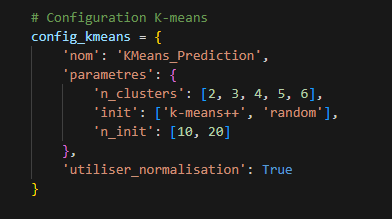 # Configuration K-means
config_kmeans = {
    'nom': 'KMeans_Prediction',
    'parametres': {
        'n_clusters': [2, 3, 4, 5, 6],
        'init': ['k-means++', 'random'],
        'n_init': [10, 20]
    },
    'utiliser_normalisation': True
}